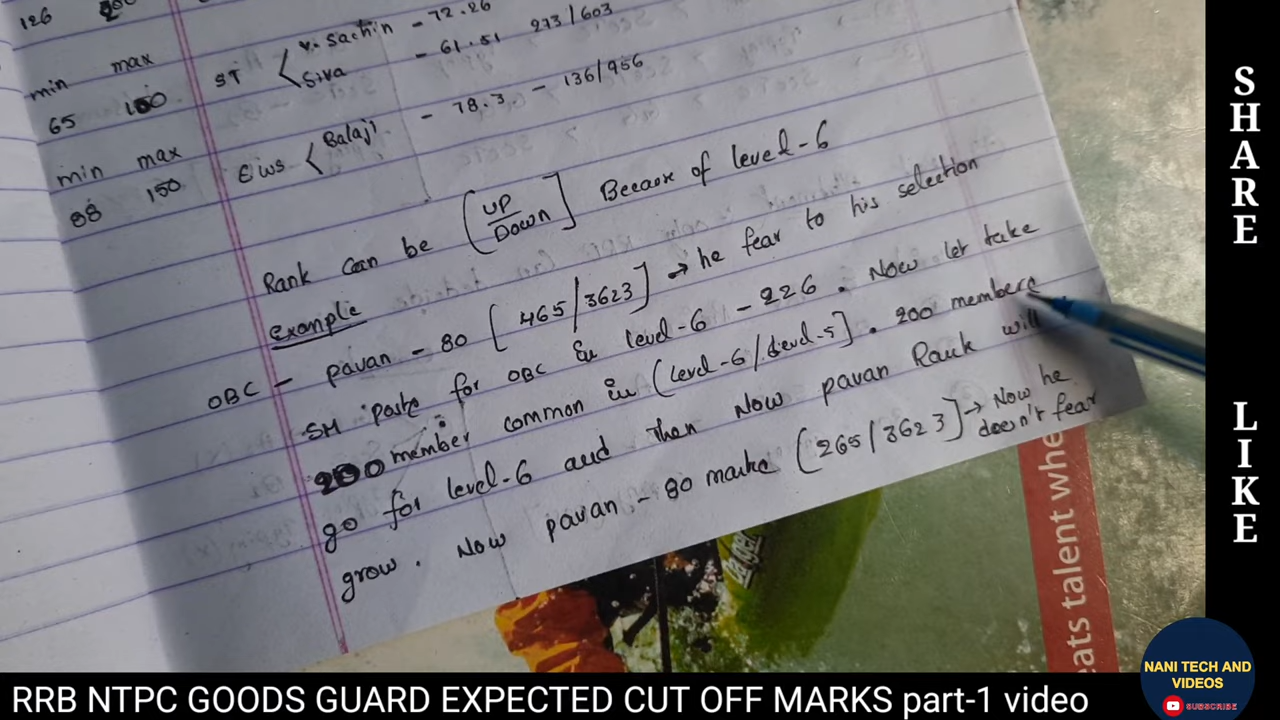 126
min max
65 100
min max
88 150
ST < V. Sachin - 72.26
Siva - 61.51 273/603
EWS < Balaji - 78.3 - 136/956
Rank can be [UP/Down] Becaox of level-6
example
OBC - pavan - 80 [465/3623] → he fear to his selection
SM posts for OBC in level-6 - 226. Now let take
200 member common in (level-6/level-5]. 200 members
go for level-6 and then Now pavan Rank will
grow. Now pavan - 80 marks (265/3623] → Now he
doesn't fear
eats talent whe
SHARE
LIKE
NANI TECH AND
VIDEOS
SUBSCRIBE
RRB NTPC GOODS GUARD EXPECTED CUT OFF MARKS part-1 video